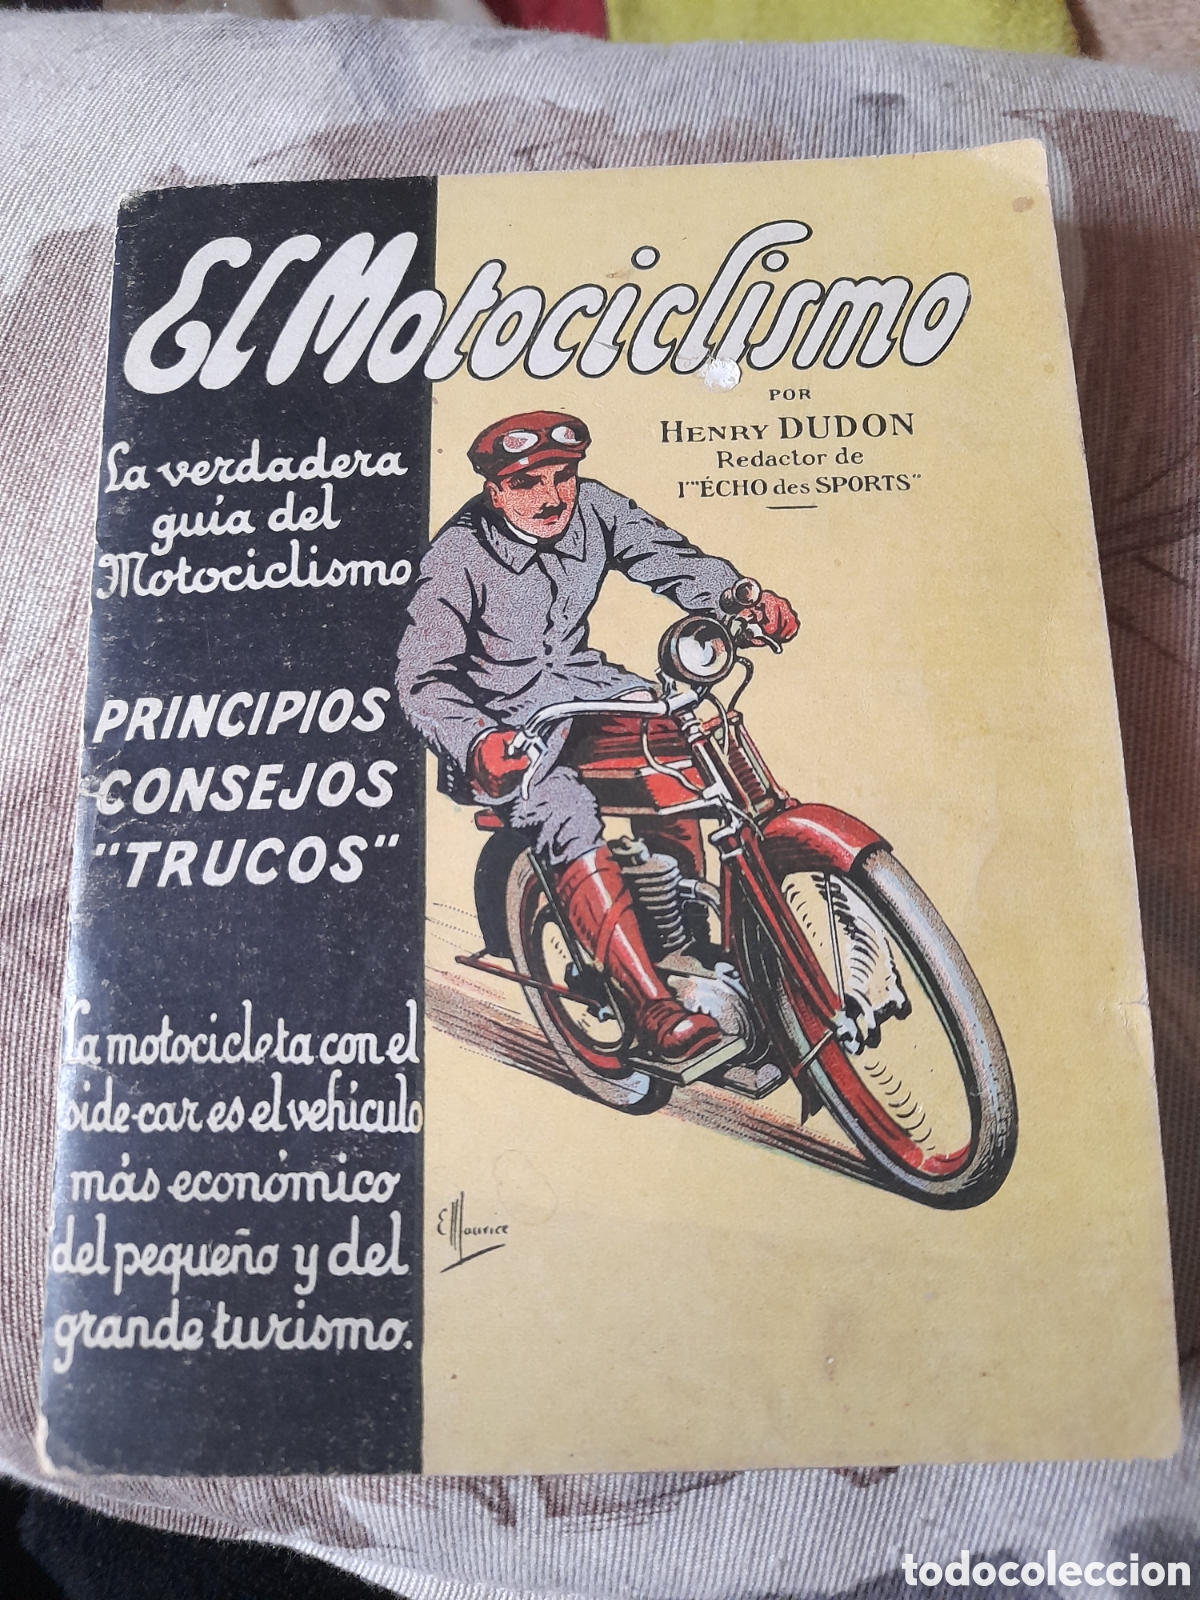 El Motociclismo
POR
HENRY DUDON
Redactor de
l'"ÉCHO des SPORTS"
La verdadera
guía del
Motociclismo
PRINCIPIOS
CONSEJOS
"TRUCOS"
La motocicleta con el
side-car es el vehículo
más económico
del pequeño y del
grande turismo.
E Maurice
todocoleccion